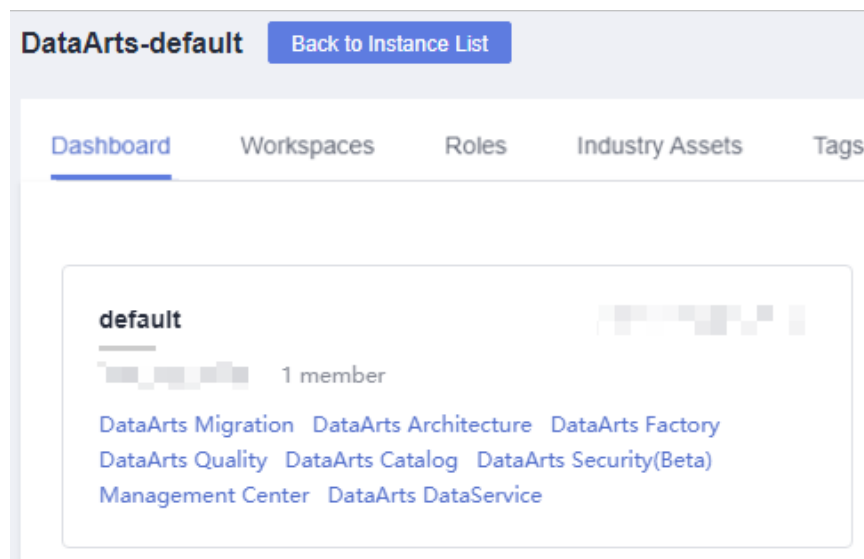 DataArts-default Back to Instance List
Dashboard Workspaces Roles Industry Assets Tags
default
1 member
DataArts Migration DataArts Architecture DataArts Factory
DataArts Quality DataArts Catalog DataArts Security(Beta)
Management Center DataArts DataService